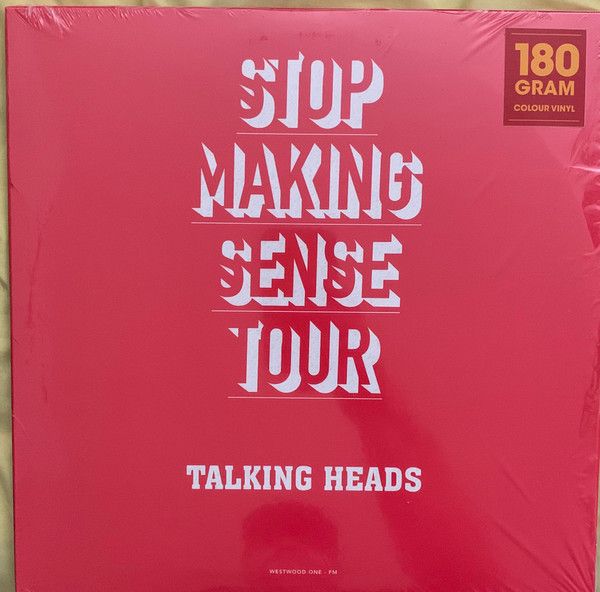 180
GRAM
COLOUR VINYL
STOP
MAKING
SENSE
TOUR
TALKING HEADS
WESTWOOD ONE - FM